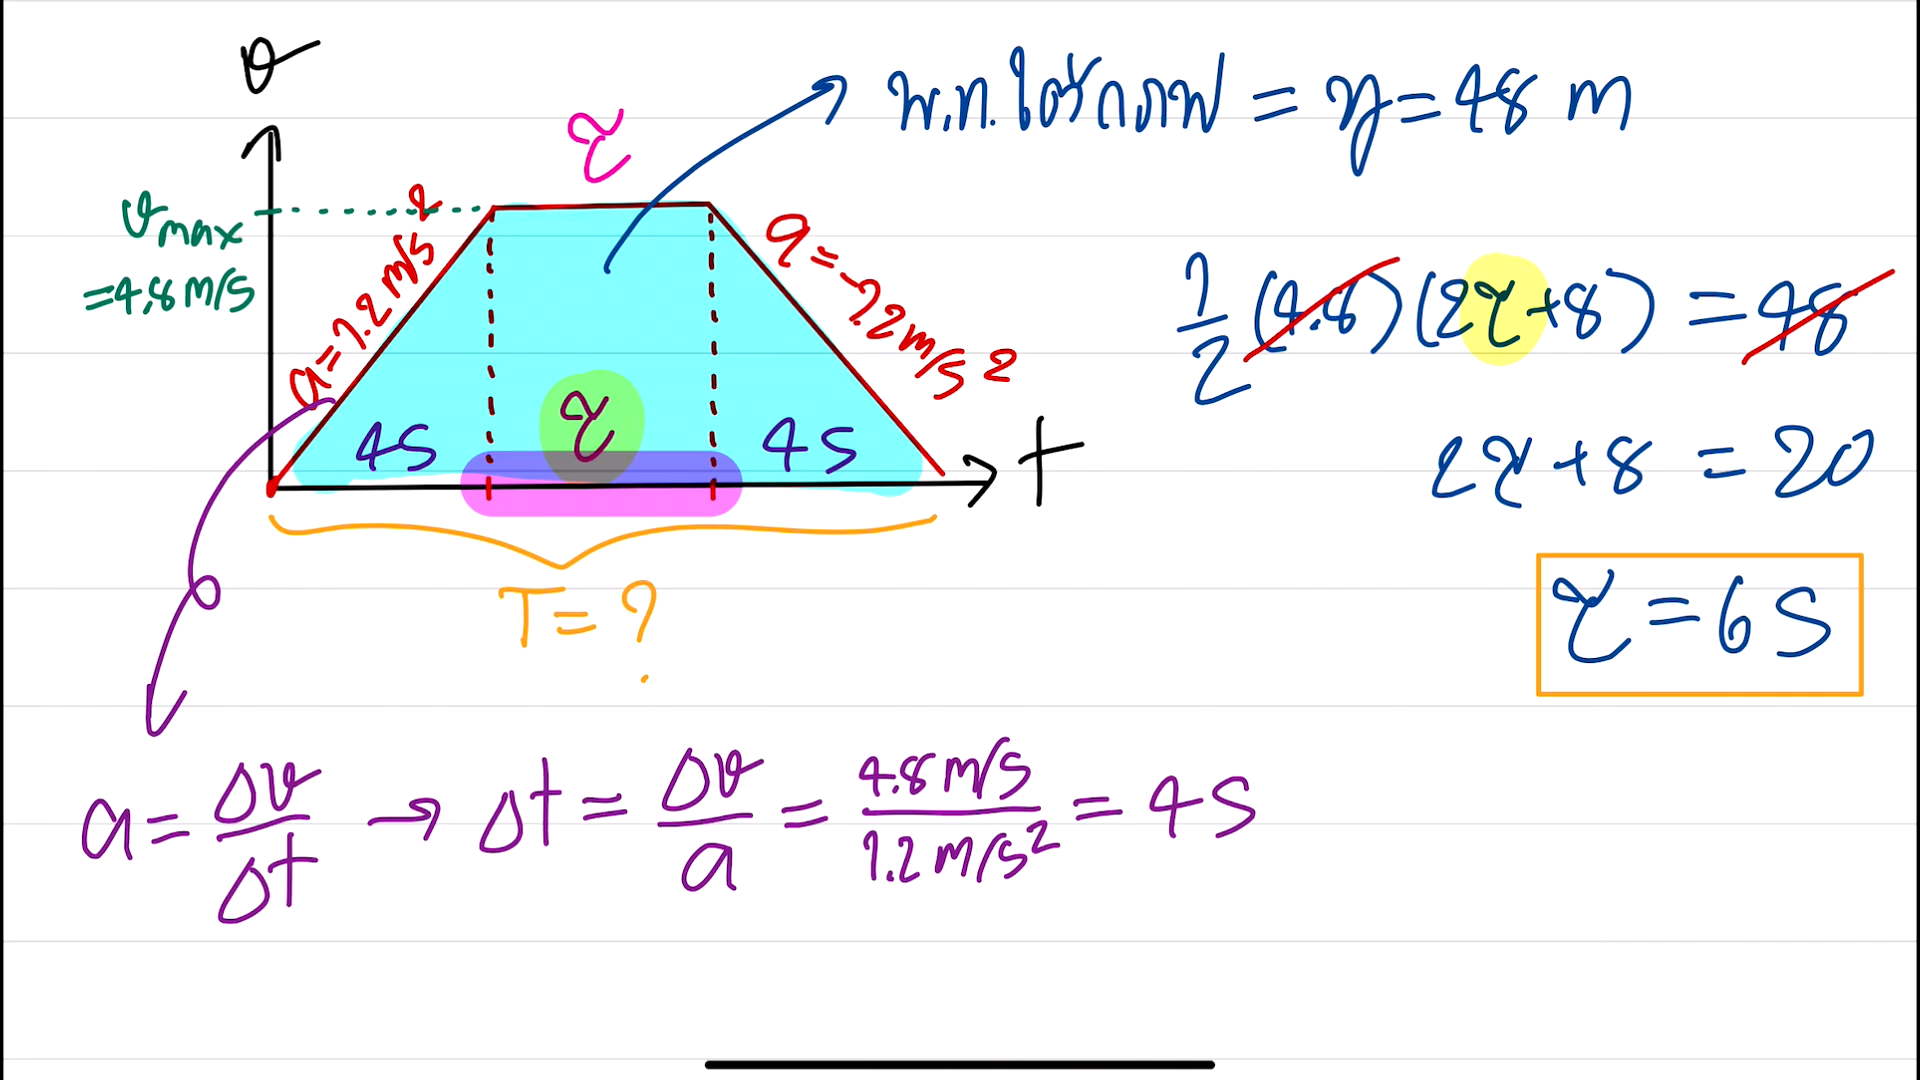 v
τ
พ.ท.ใต้กราฟ = y = 48 m
v max
= 4.8 m/s
a = 1.2 m/s²
a = -1.2 m/s²
4s τ 4s
t
T = ?
1/2 (4.8)(2τ+8) = 48
2τ + 8 = 20
τ = 6 s
a = Δv/Δt → Δt = Δv/a = 4.8 m/s / 1.2 m/s² = 4 s